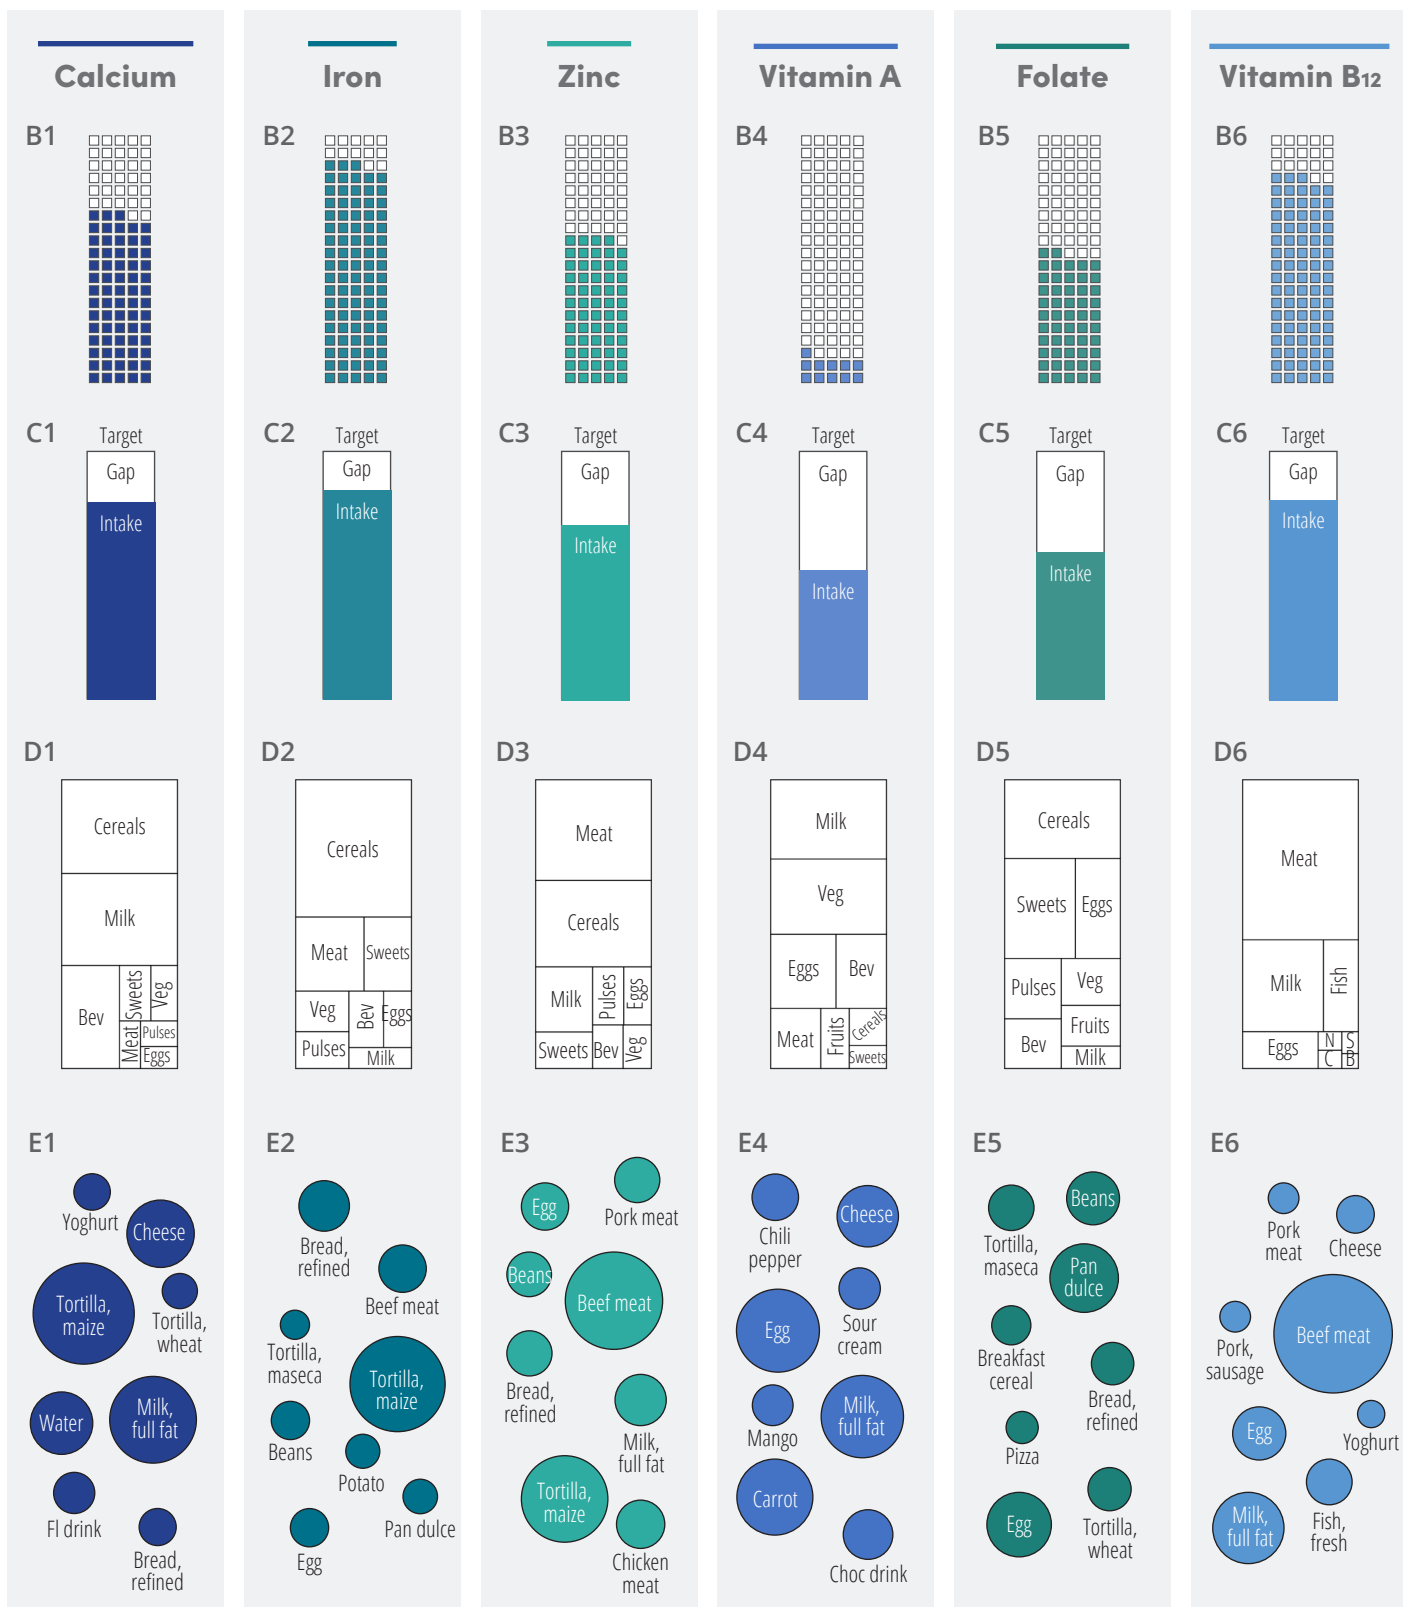 Calcium
Iron
Zinc
Vitamin A
Folate
Vitamin B12
B1
B2
B3
B4
B5
B6
C1
Target
Gap
Intake
C2
Target
Gap
Intake
C3
Target
Gap
Intake
C4
Target
Gap
Intake
C5
Target
Gap
Intake
C6
Target
Gap
Intake
D1
Cereals
Milk
Bev
Sweets
Veg
Meat
Pulses
Eggs
D2
Cereals
Meat
Sweets
Veg
Bev
Eggs
Pulses
Milk
D3
Meat
Cereals
Milk
Pulses
Eggs
Sweets
Bev
Veg
D4
Milk
Veg
Eggs
Bev
Meat
Fruits
Cereals
Sweets
D5
Cereals
Sweets
Eggs
Pulses
Veg
Fruits
Bev
Milk
D6
Meat
Milk
Fish
Eggs
N
S
C
B
E1
Yoghurt
Cheese
Tortilla,
maize
Tortilla,
wheat
Water
Milk,
full fat
Fl drink
Bread,
refined
E2
Bread,
refined
Beef meat
Tortilla,
maseca
Tortilla,
maize
Beans
Potato
Pan dulce
Egg
E3
Egg
Pork meat
Beans
Beef meat
Bread,
refined
Milk,
full fat
Tortilla,
maize
Chicken
meat
E4
Chili
pepper
Cheese
Egg
Sour
cream
Mango
Milk,
full fat
Carrot
Choc drink
E5
Tortilla,
maseca
Beans
Pan
dulce
Breakfast
cereal
Bread,
refined
Pizza
Egg
Tortilla,
wheat
E6
Pork
meat
Cheese
Pork,
sausage
Beef meat
Egg
Yoghurt
Milk,
full fat
Fish,
fresh